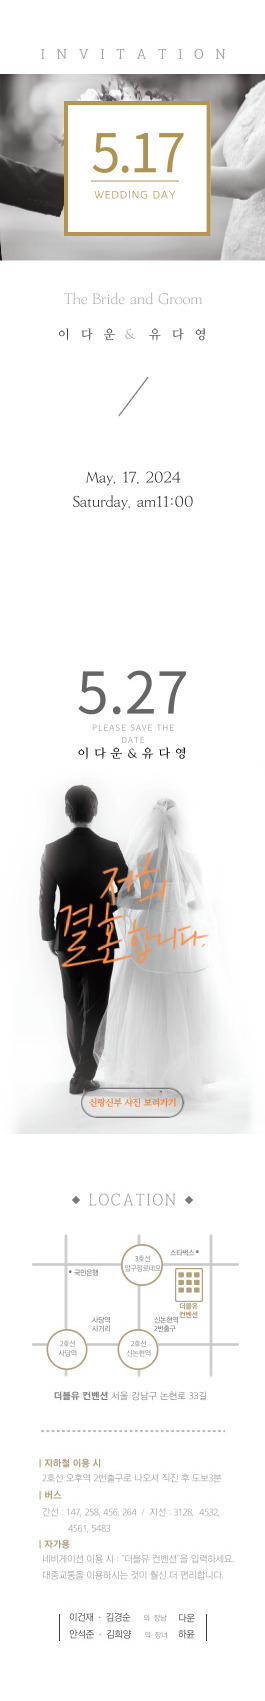 INVITATION
5.17
WEDDING DAY
The Bride and Groom
이다운 & 유다영
May, 17, 2024
Saturday, am11:00
5.27
PLEASE SAVE THE
DATE
이다운 & 유다영
저희
의
결혼합니다.
신랑신부 사진 보러가기
◆ LOCATION ◆
3호선
압구정로데오
스타벅스
국민은행
더블유
컨벤션
사당역
사거리
신논현역
2번출구
2호선
사당역
2호선
신논현역
더블유 컨벤션 서울 강남구 논현로 33길
| 지하철 이용 시
2호선 오후역 2번출구로 나오셔 직진 후 도보3분
| 버스
간선 : 147, 258, 456, 264 / 지선 : 3128, 4532,
4561, 5483
| 자가용
네비게이션 이용 시 : "더블유 컨벤션"을 입력하세요.
대중교통을 이용하시는 것이 훨신 더 편리합니다.
이건재 · 김경순 의 장남 다운
안석준 · 김희양 의 장녀 하윤